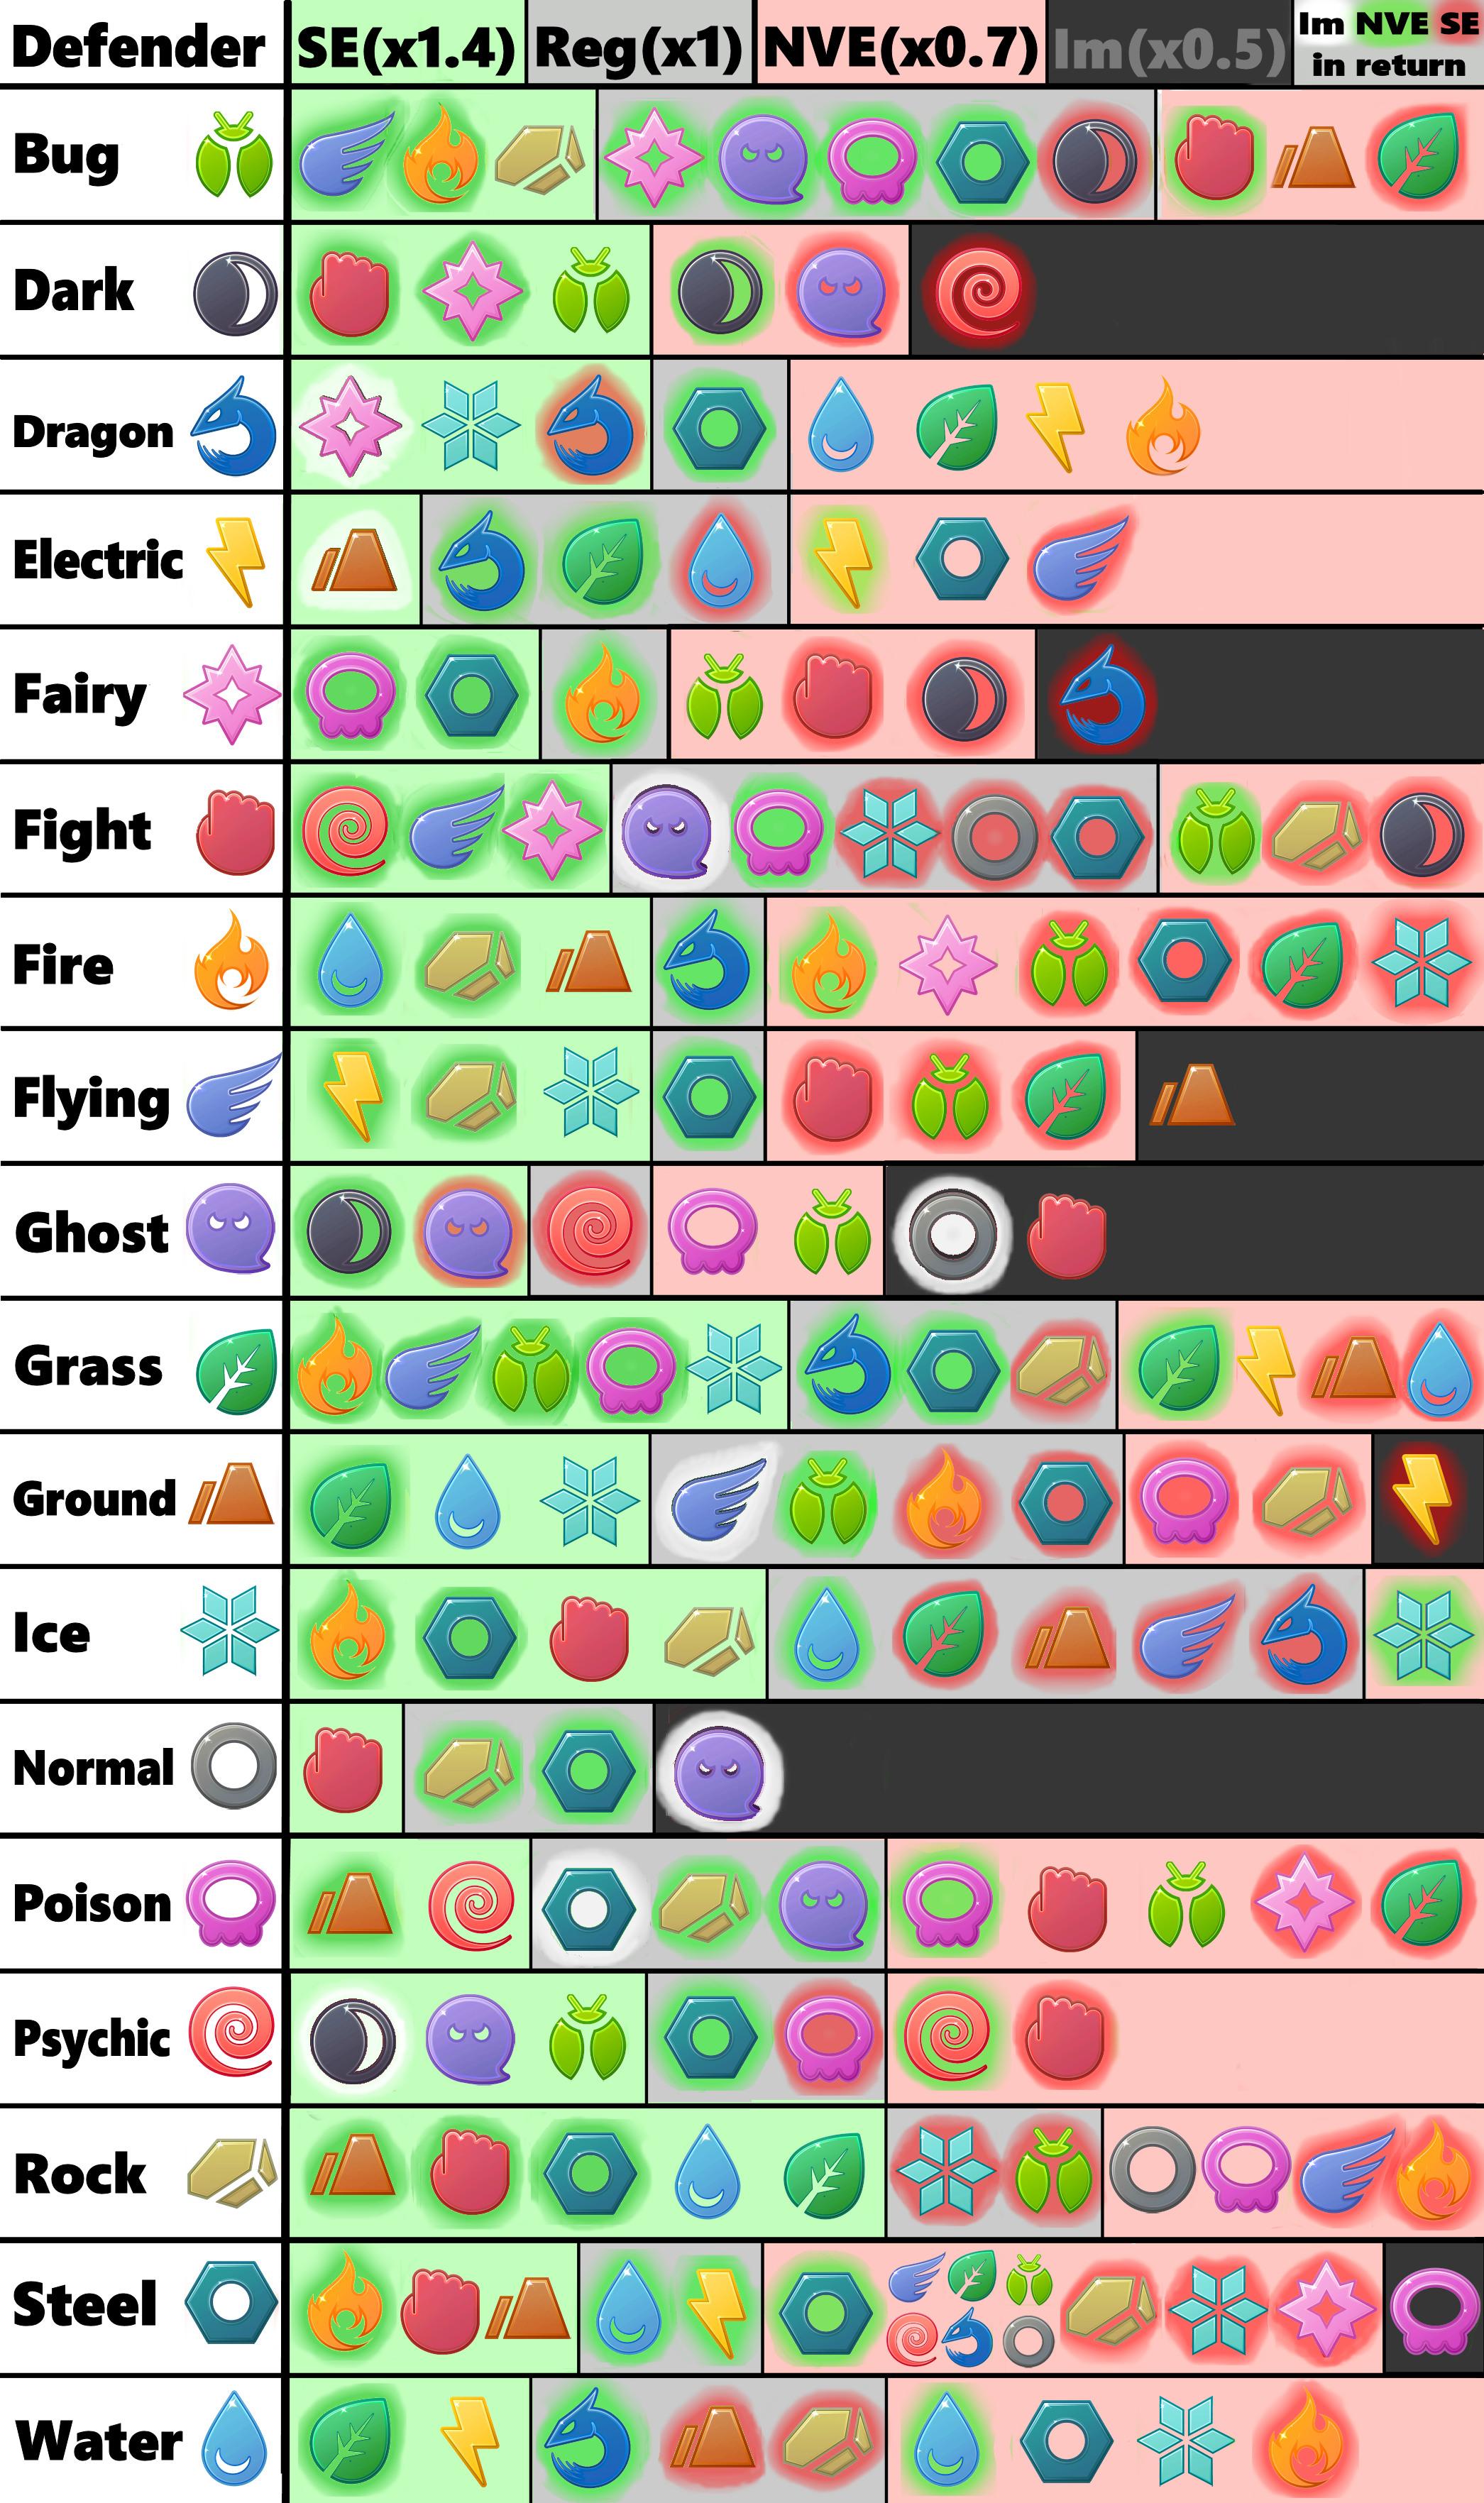 Defender SE(x1.4) Reg(x1) NVE(x0.7) Im(x0.5) Im NVE SE
in return
Bug
Dark
Dragon
Electric
Fairy
Fight
Fire
Flying
Ghost
Grass
Ground
Ice
Normal
Poison
Psychic
Rock
Steel
Water